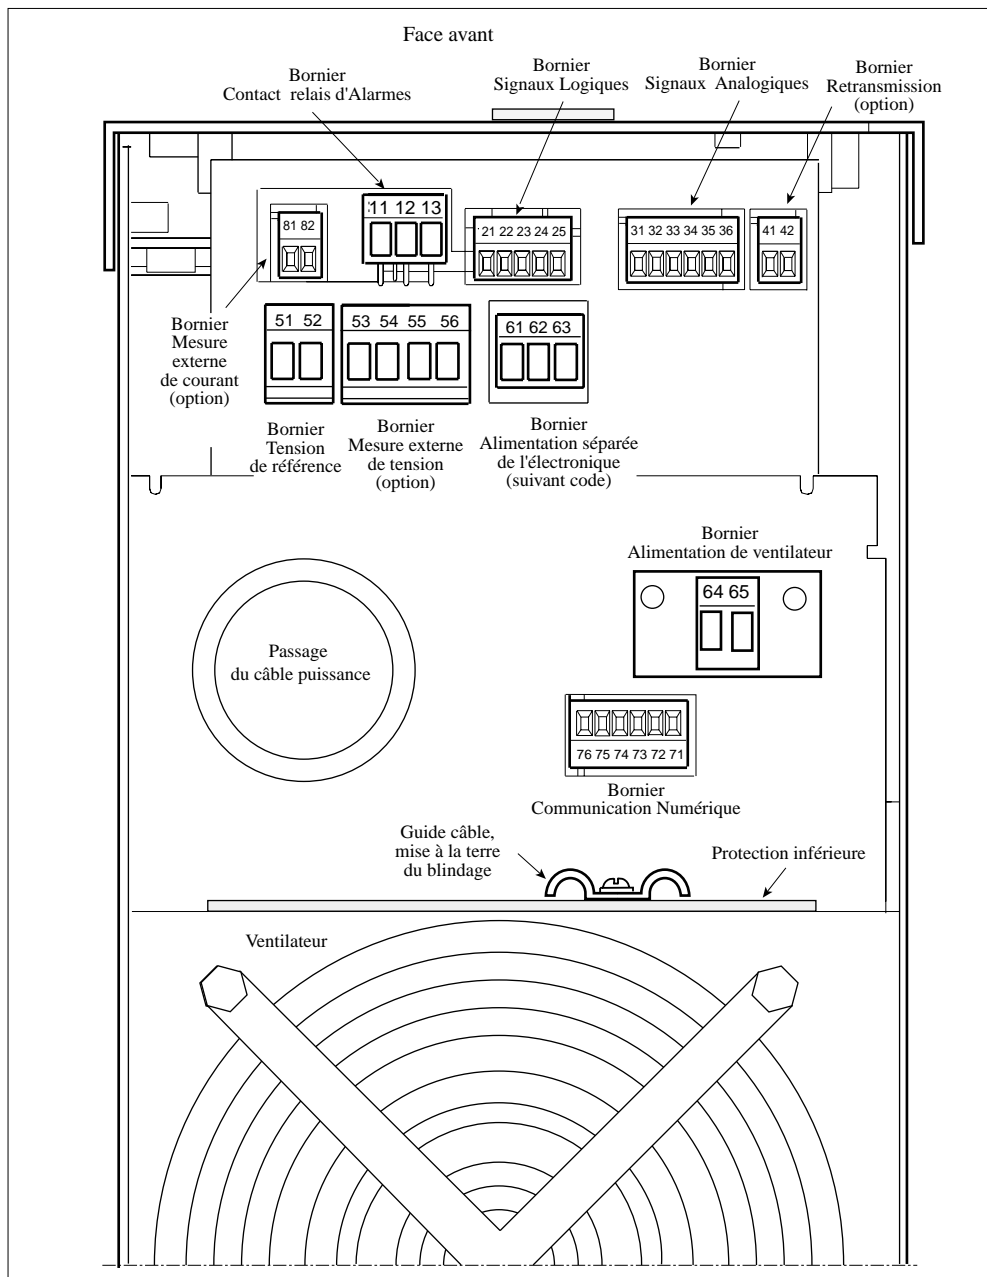 Face avant
Bornier
Contact relais d'Alarmes
Bornier
Signaux Logiques
Bornier
Signaux Analogiques
Bornier
Retransmission
(option)
81 82
11 12 13
21 22 23 24 25
31 32 33 34 35 36
41 42
Bornier
Mesure
externe
de courant
(option)
51 52
53 54 55 56
61 62 63
Bornier
Tension
de référence
Bornier
Mesure externe
de tension
(option)
Bornier
Alimentation séparée
de l'électronique
(suivant code)
Bornier
Alimentation de ventilateur
64 65
Passage
du câble puissance
76 75 74 73 72 71
Bornier
Communication Numérique
Guide câble,
mise à la terre
du blindage
Protection inférieure
Ventilateur